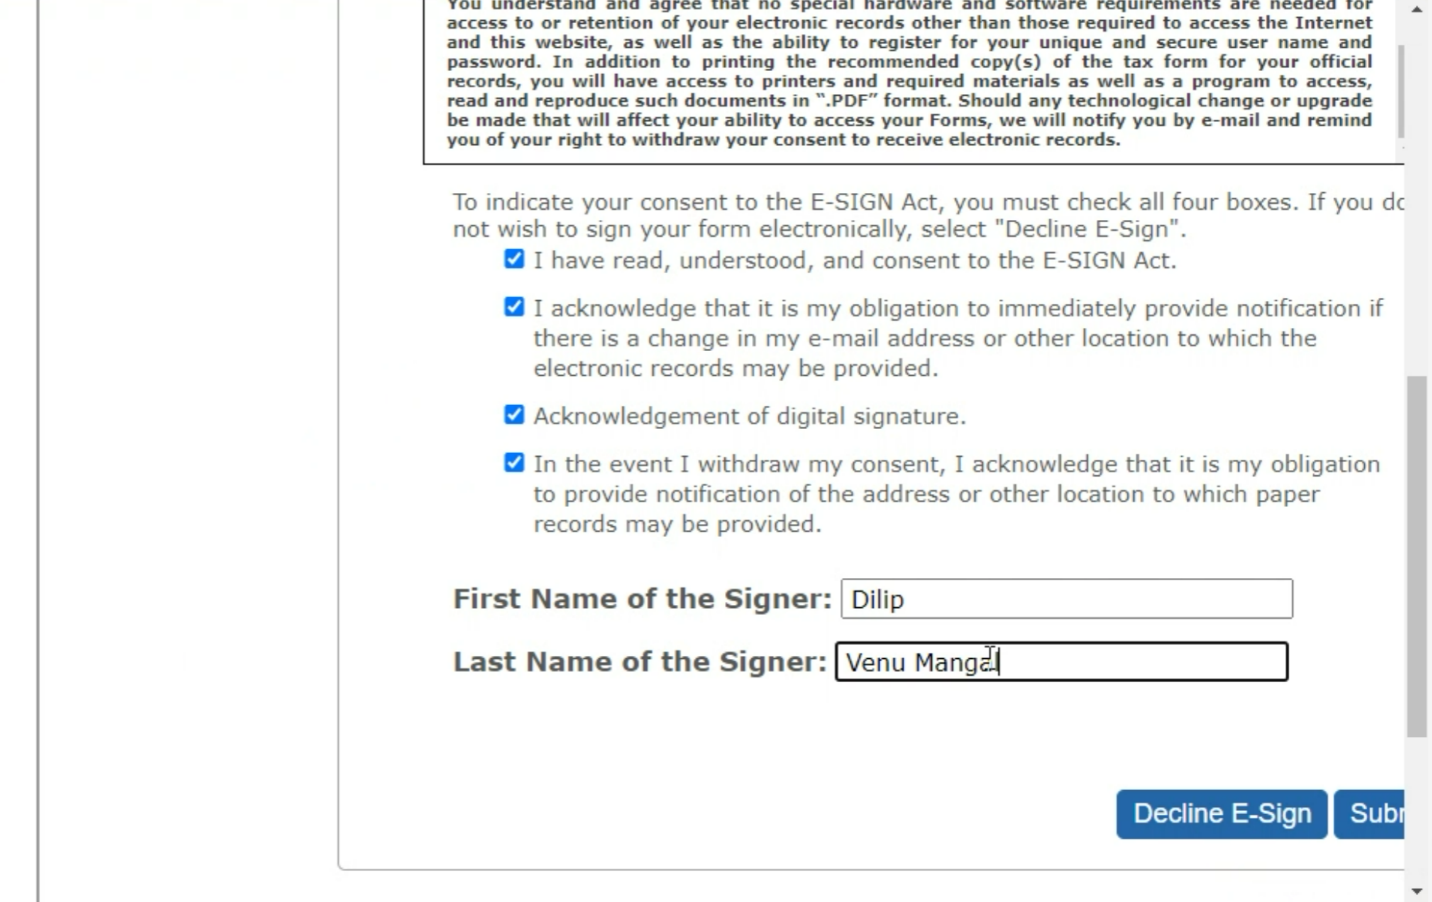 You understand and agree that no special hardware and software requirements are needed for
access to or retention of your electronic records other than those required to access the Internet
and this website, as well as the ability to register for your unique and secure user name and
password. In addition to printing the recommended copy(s) of the tax form for your official
records, you will have access to printers and required materials as well as a program to access,
read and reproduce such documents in “.PDF” format. Should any technological change or upgrade
be made that will affect your ability to access your Forms, we will notify you by e-mail and remind
you of your right to withdraw your consent to receive electronic records.
To indicate your consent to the E-SIGN Act, you must check all four boxes. If you do
not wish to sign your form electronically, select "Decline E-Sign".
I have read, understood, and consent to the E-SIGN Act.
I acknowledge that it is my obligation to immediately provide notification if
there is a change in my e-mail address or other location to which the
electronic records may be provided.
Acknowledgement of digital signature.
In the event I withdraw my consent, I acknowledge that it is my obligation
to provide notification of the address or other location to which paper
records may be provided.
First Name of the Signer: Dilip
Last Name of the Signer: Venu
Decline E-Sign